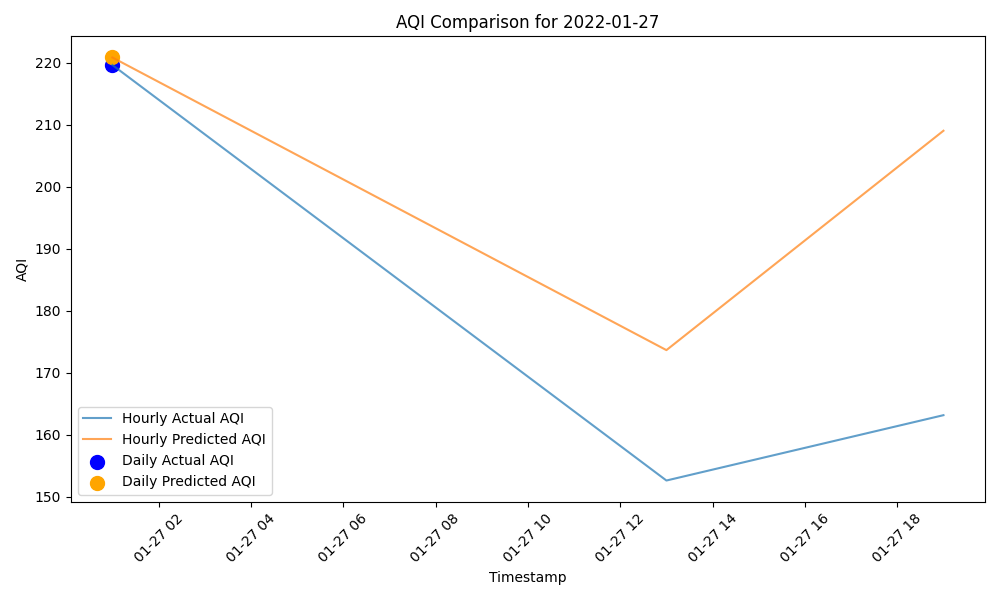 AQI Comparison for 2022-01-27
AQI
220
210
200
190
180
170
160
150
Hourly Actual AQI
Hourly Predicted AQI
Daily Actual AQI
Daily Predicted AQI
01-27 02
01-27 04
01-27 06
01-27 08
01-27 10
01-27 12
01-27 14
01-27 16
01-27 18
Timestamp